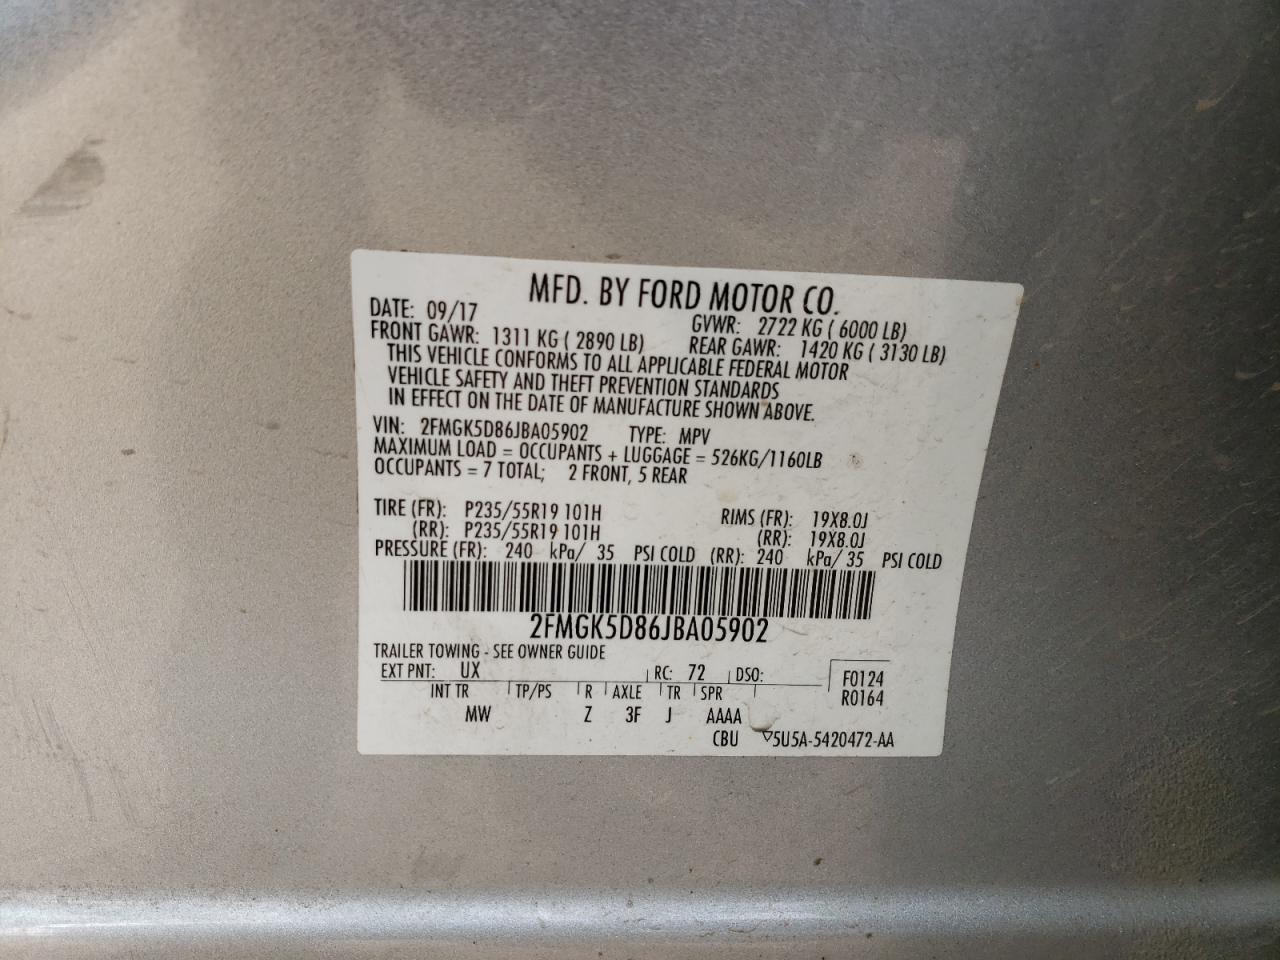 MFD. BY FORD MOTOR CO.
DATE: 09/17 GVWR: 2722 KG ( 6000 LB)
FRONT GAWR: 1311 KG ( 2890 LB) REAR GAWR: 1420 KG ( 3130 LB)
THIS VEHICLE CONFORMS TO ALL APPLICABLE FEDERAL MOTOR
VEHICLE SAFETY AND THEFT PREVENTION STANDARDS
IN EFFECT ON THE DATE OF MANUFACTURE SHOWN ABOVE.
VIN: 2FMGK5D86JBA05902 TYPE: MPV
MAXIMUM LOAD = OCCUPANTS + LUGGAGE = 526KG/1160LB
OCCUPANTS = 7 TOTAL; 2 FRONT, 5 REAR
TIRE (FR): P235/55R19 101H RIMS (FR): 19X8.0J
(RR): P235/55R19 101H (RR): 19X8.0J
PRESSURE (FR): 240 kPa/ 35 PSI COLD (RR): 240 kPa/ 35 PSI COLD
2FMGK5D86JBA05902
TRAILER TOWING - SEE OWNER GUIDE
EXT PNT: UX RC: 72 DSO: F0124
INT TR TP/PS R AXLE TR SPR R0164
MW Z 3F J AAAA
CBU ▽5U5A-5420472-AA